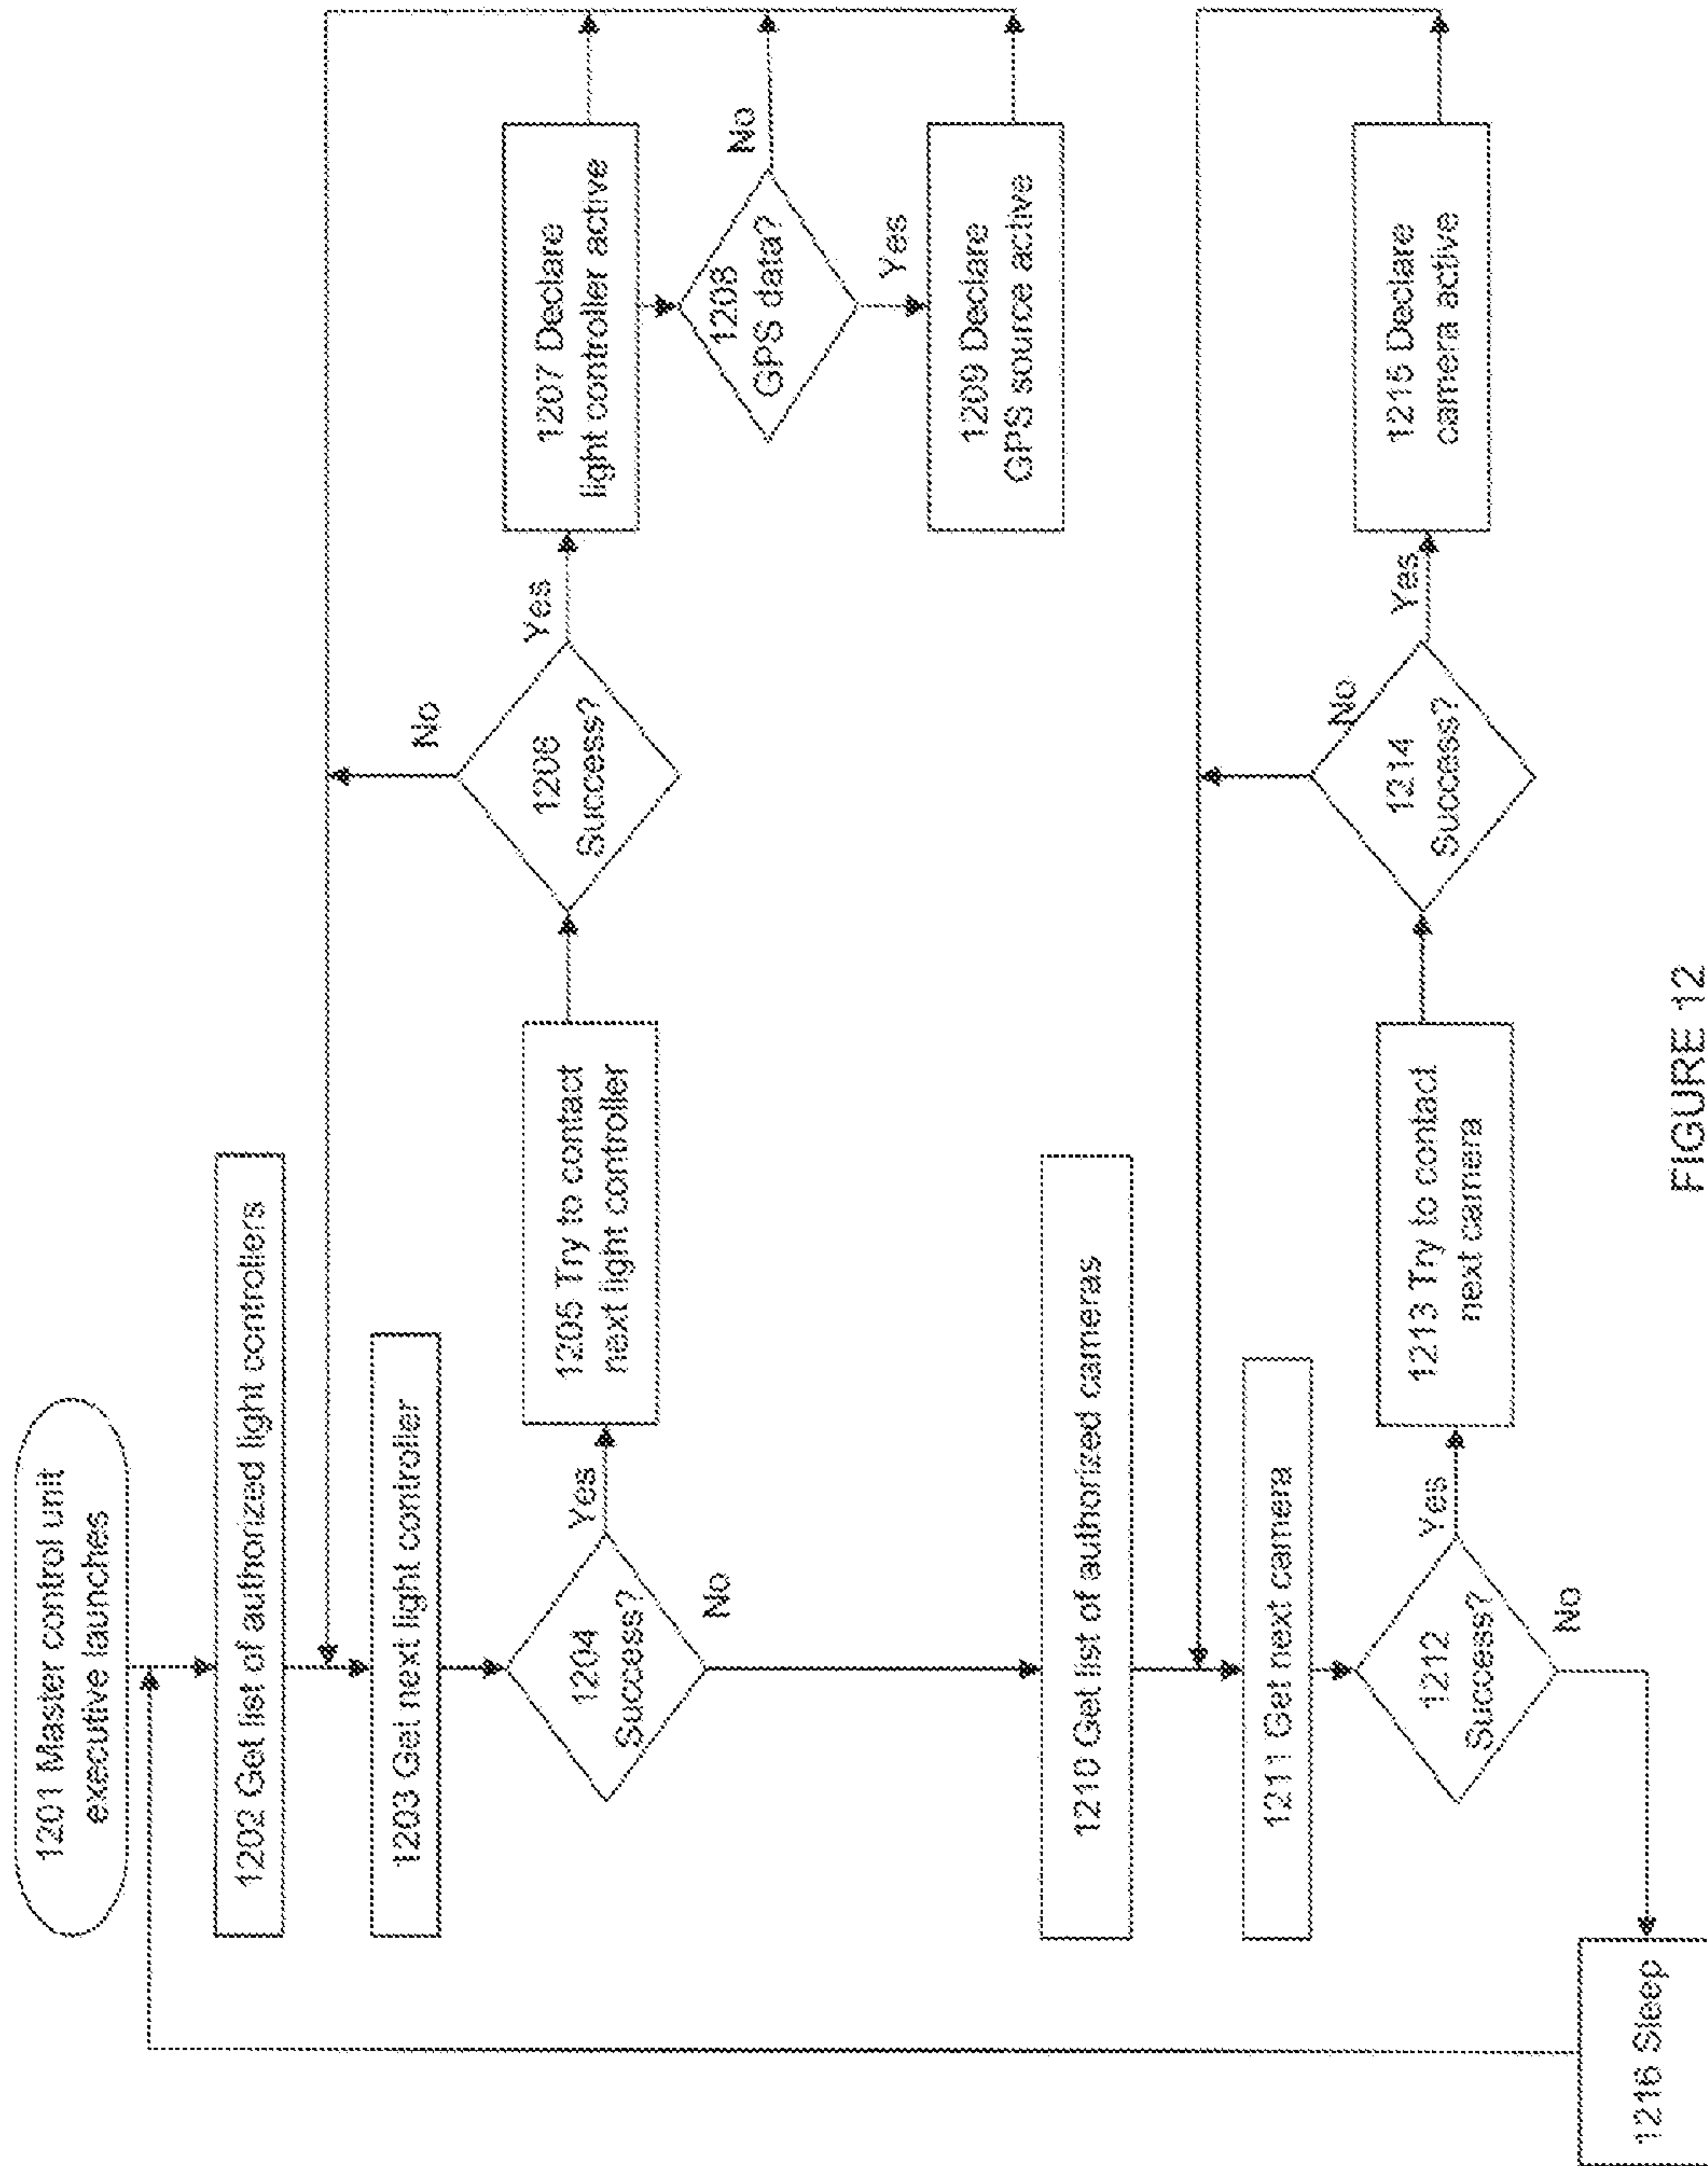 1201 Master control unit
executive launches
1202 Get list of authorized light controllers
1203 Get next light controller
1204
Success?
Yes
No
1205 Try to contact
next light controller
1206
Success?
No
Yes
1207 Declare
light controller active
1208
GPS data?
No
Yes
1209 Declare
GPS source active
1210 Get list of authorized cameras
1211 Get next camera
1212
Success?
Yes
No
1213 Try to contact
next camera
1214
Success?
No
Yes
1215 Declare
camera active
1216 Sleep
FIGURE 12